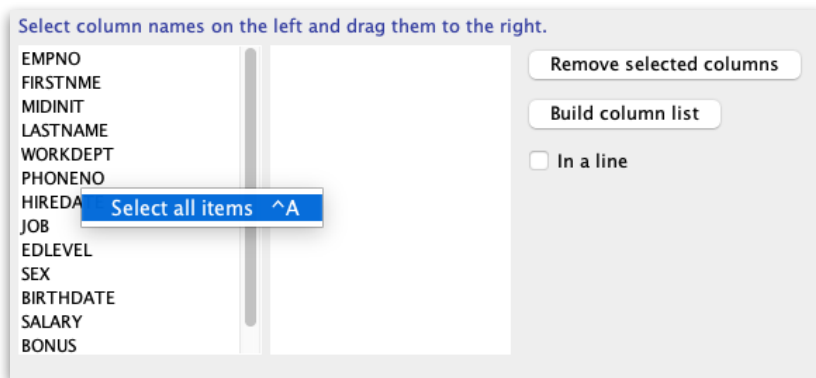 Select column names on the left and drag them to the right.
EMPNO
FIRSTNME
MIDINIT
LASTNAME
WORKDEPT
PHONENO
HIREDA
Select all items ^A
JOB
EDLEVEL
SEX
BIRTHDATE
SALARY
BONUS
Remove selected columns
Build column list
In a line